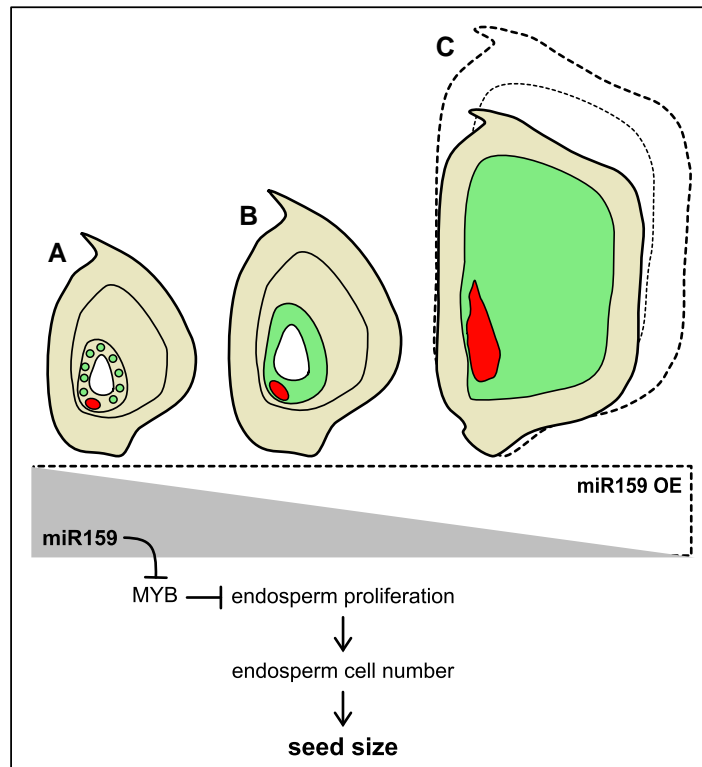 C
B
A
miR159 OE
miR159
MYB
endosperm proliferation
endosperm cell number
seed size